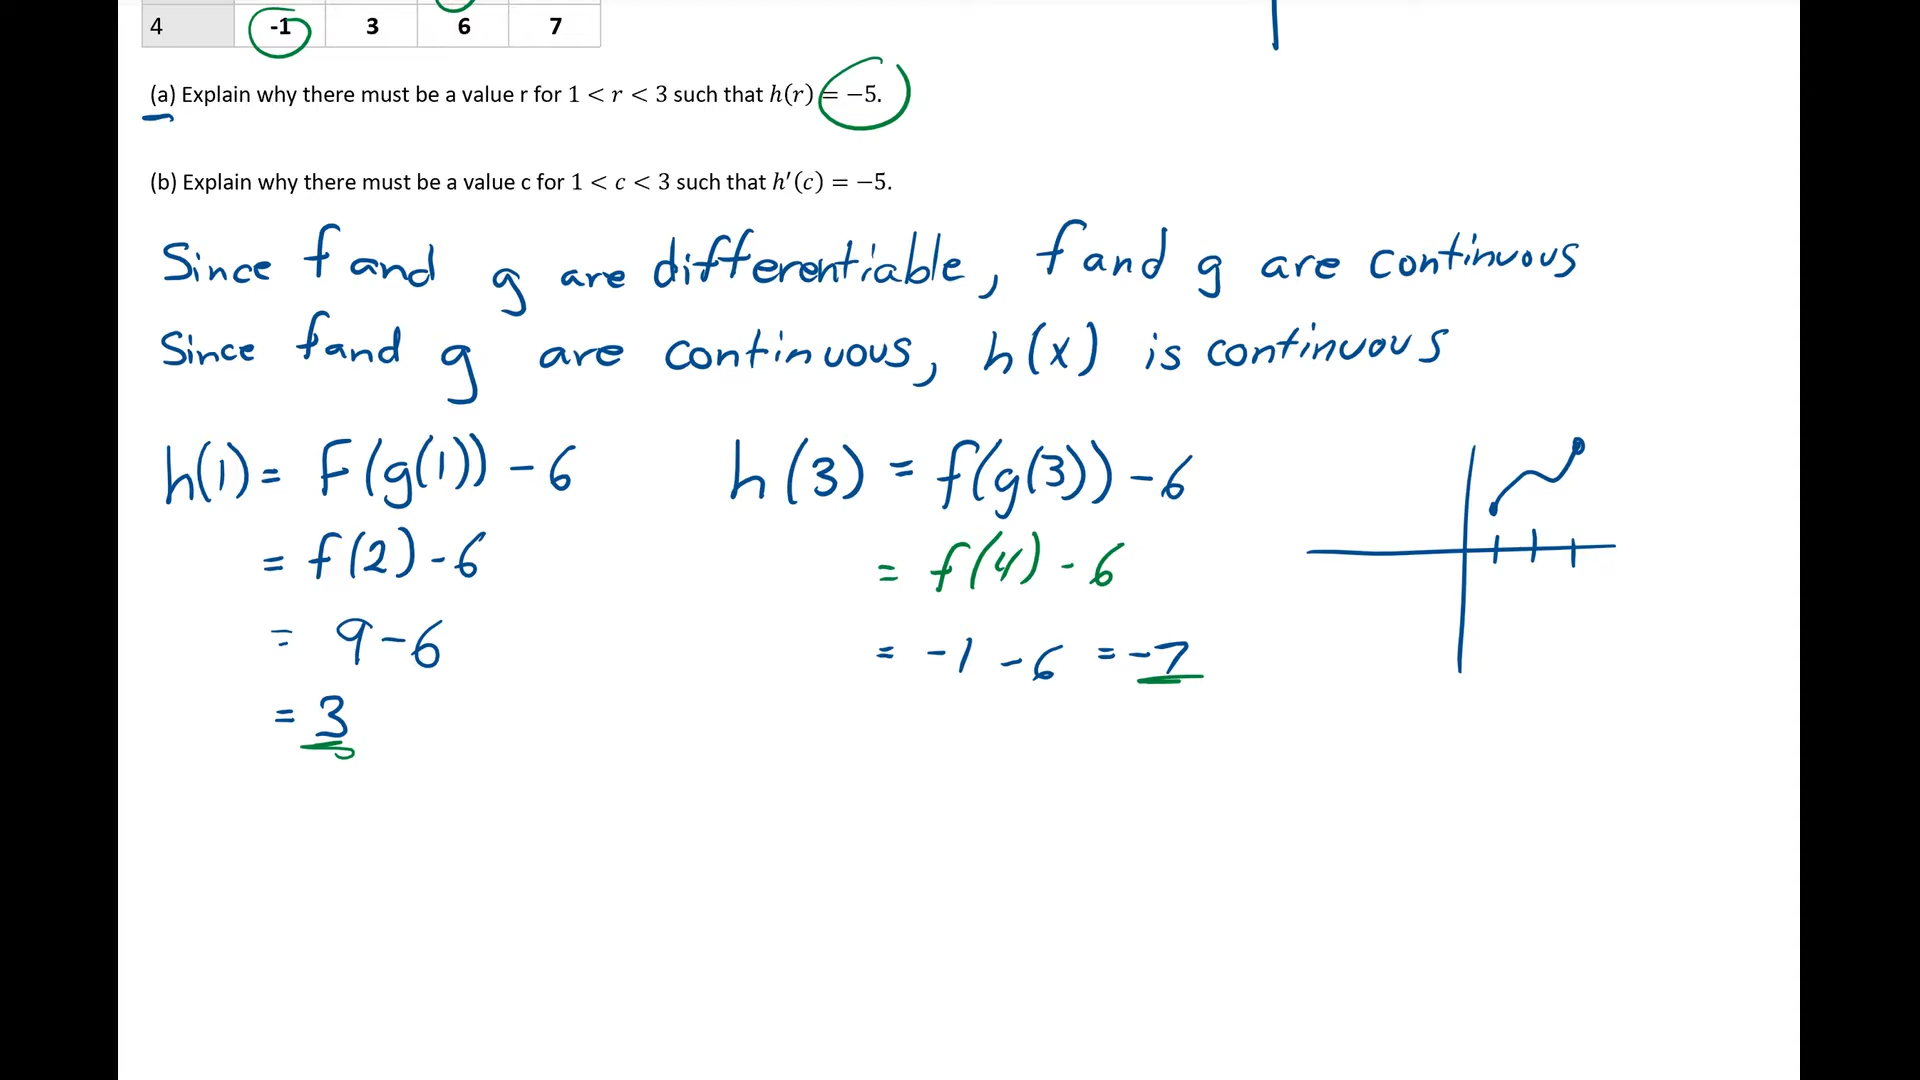 4 -1 3 6 7
(a) Explain why there must be a value r for 1 < r < 3 such that h(r) = −5.
(b) Explain why there must be a value c for 1 < c < 3 such that h′(c) = −5.
Since f and g are differentiable, f and g are continuous
Since f and g are continuous, h(x) is continuous
h(1) = F(g(1)) - 6
= f(2) - 6
= 9 - 6
= 3
h(3) = f(g(3)) - 6
= f(4) - 6
= -1 - 6 = -7